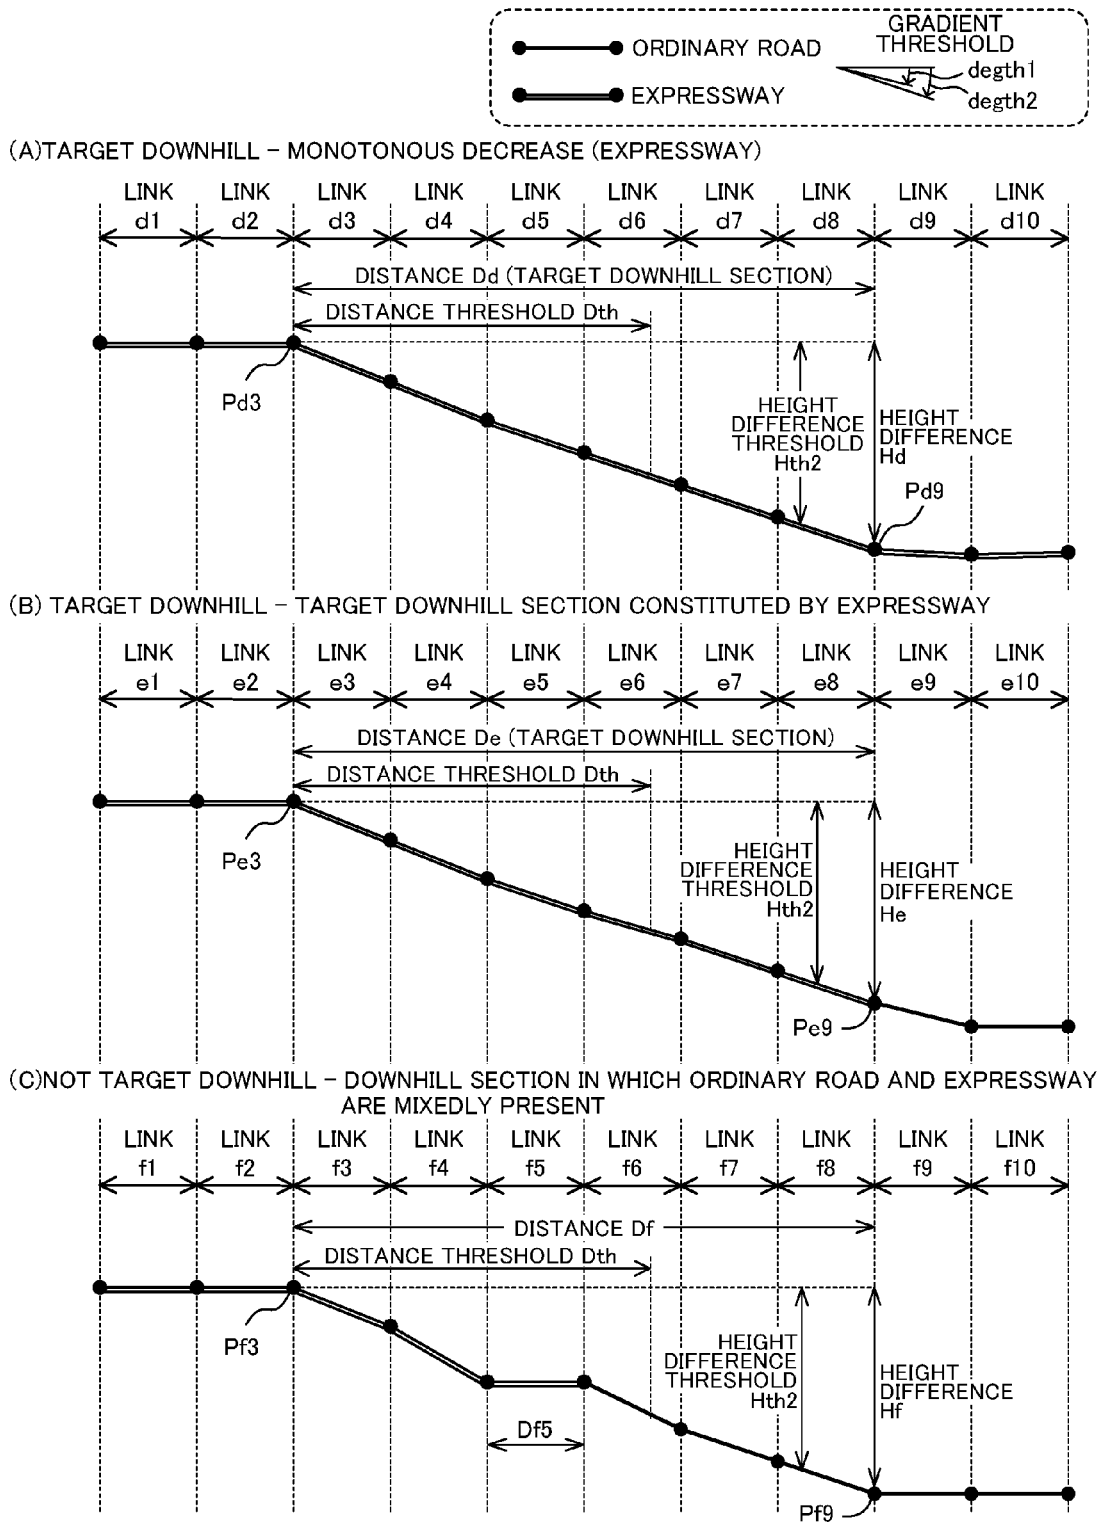 ORDINARY ROAD
EXPRESSWAY
GRADIENT
THRESHOLD
degth1
degth2
(A)TARGET DOWNHILL – MONOTONOUS DECREASE (EXPRESSWAY)
LINK LINK LINK LINK LINK LINK LINK LINK LINK LINK
d1 d2 d3 d4 d5 d6 d7 d8 d9 d10
DISTANCE Dd (TARGET DOWNHILL SECTION)
DISTANCE THRESHOLD Dth
Pd3
HEIGHT
DIFFERENCE
THRESHOLD
Hth2
HEIGHT
DIFFERENCE
Hd
Pd9
(B) TARGET DOWNHILL – TARGET DOWNHILL SECTION CONSTITUTED BY EXPRESSWAY
LINK LINK LINK LINK LINK LINK LINK LINK LINK LINK
e1 e2 e3 e4 e5 e6 e7 e8 e9 e10
DISTANCE De (TARGET DOWNHILL SECTION)
DISTANCE THRESHOLD Dth
Pe3
HEIGHT
DIFFERENCE
THRESHOLD
Hth2
HEIGHT
DIFFERENCE
He
Pe9
(C)NOT TARGET DOWNHILL – DOWNHILL SECTION IN WHICH ORDINARY ROAD AND EXPRESSWAY
ARE MIXEDLY PRESENT
LINK LINK LINK LINK LINK LINK LINK LINK LINK LINK
f1 f2 f3 f4 f5 f6 f7 f8 f9 f10
DISTANCE Df
DISTANCE THRESHOLD Dth
Pf3
HEIGHT
DIFFERENCE
THRESHOLD
Hth2
HEIGHT
DIFFERENCE
Hf
Df5
Pf9